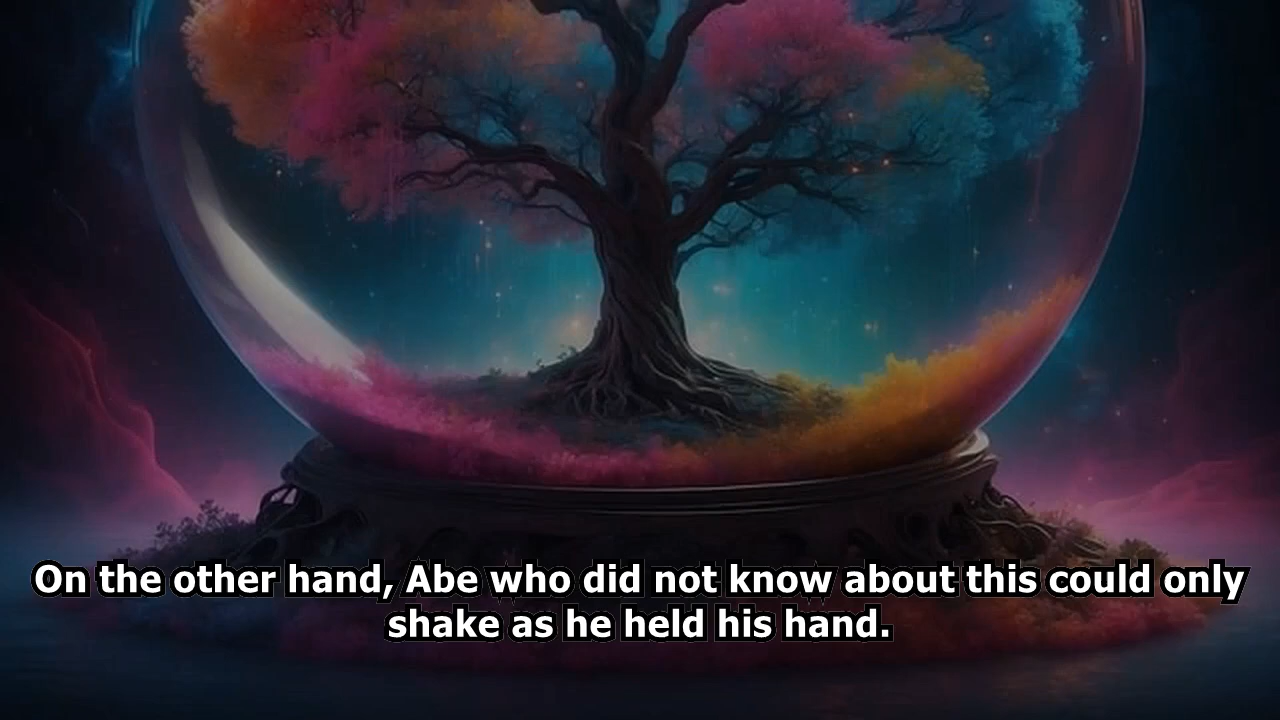 On the other hand, Abe who did not know about this could only
shake as he held his hand.